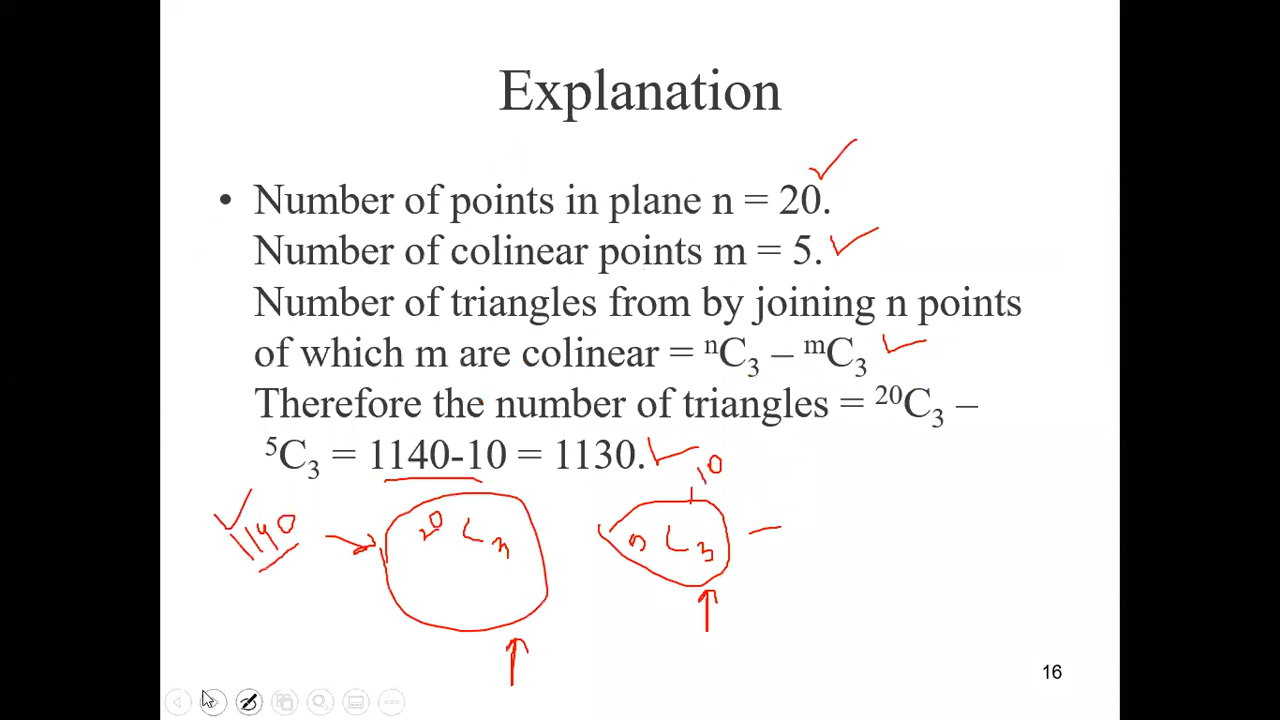 Explanation
• Number of points in plane n = 20.
Number of colinear points m = 5.
Number of triangles from by joining n points
of which m are colinear = ⁿC₃ – ᵐC₃
Therefore the number of triangles = ²⁰C₃ –
⁵C₃ = 1140-10 = 1130.
10
1140
²⁰C₃
⁵C₃ –
16